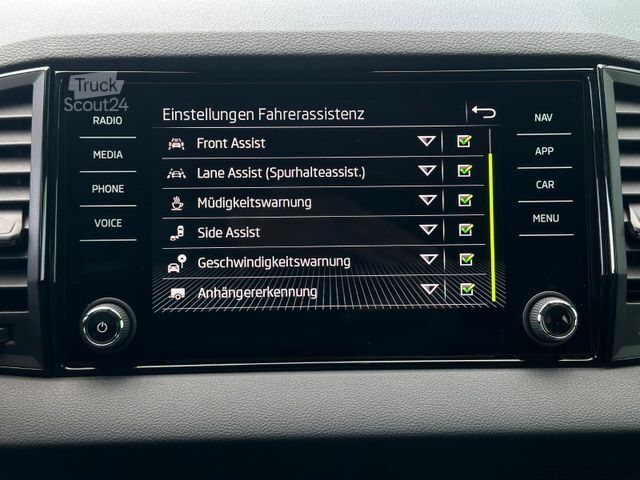 Truck
Scout24
RADIO
MEDIA
PHONE
VOICE
Einstellungen Fahrerassistenz
Front Assist
Lane Assist (Spurhalteassist.)
Müdigkeitswarnung
Side Assist
Geschwindigkeitswarnung
Anhängererkennung
NAV
APP
CAR
MENU